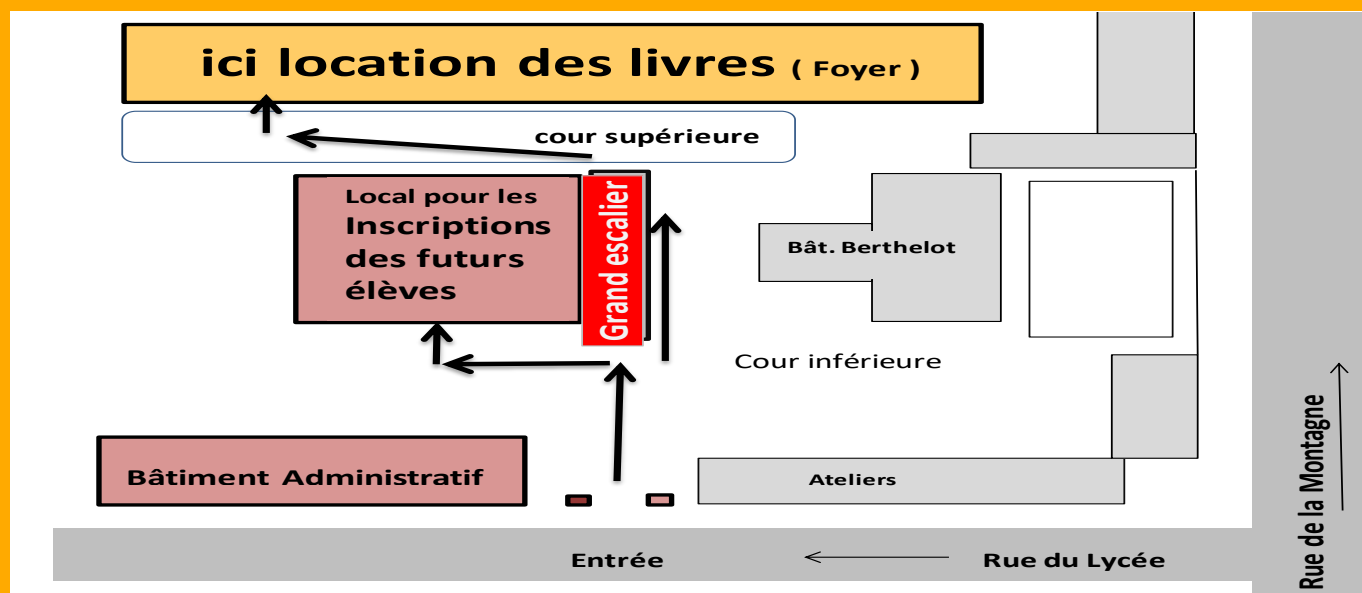 ici location des livres ( Foyer )
cour supérieure
Local pour les
Inscriptions
des futurs
élèves
Grand escalier
Bât. Berthelot
Cour inférieure
Bâtiment Administratif
Ateliers
Entrée
Rue du Lycée
Rue de la Montagne